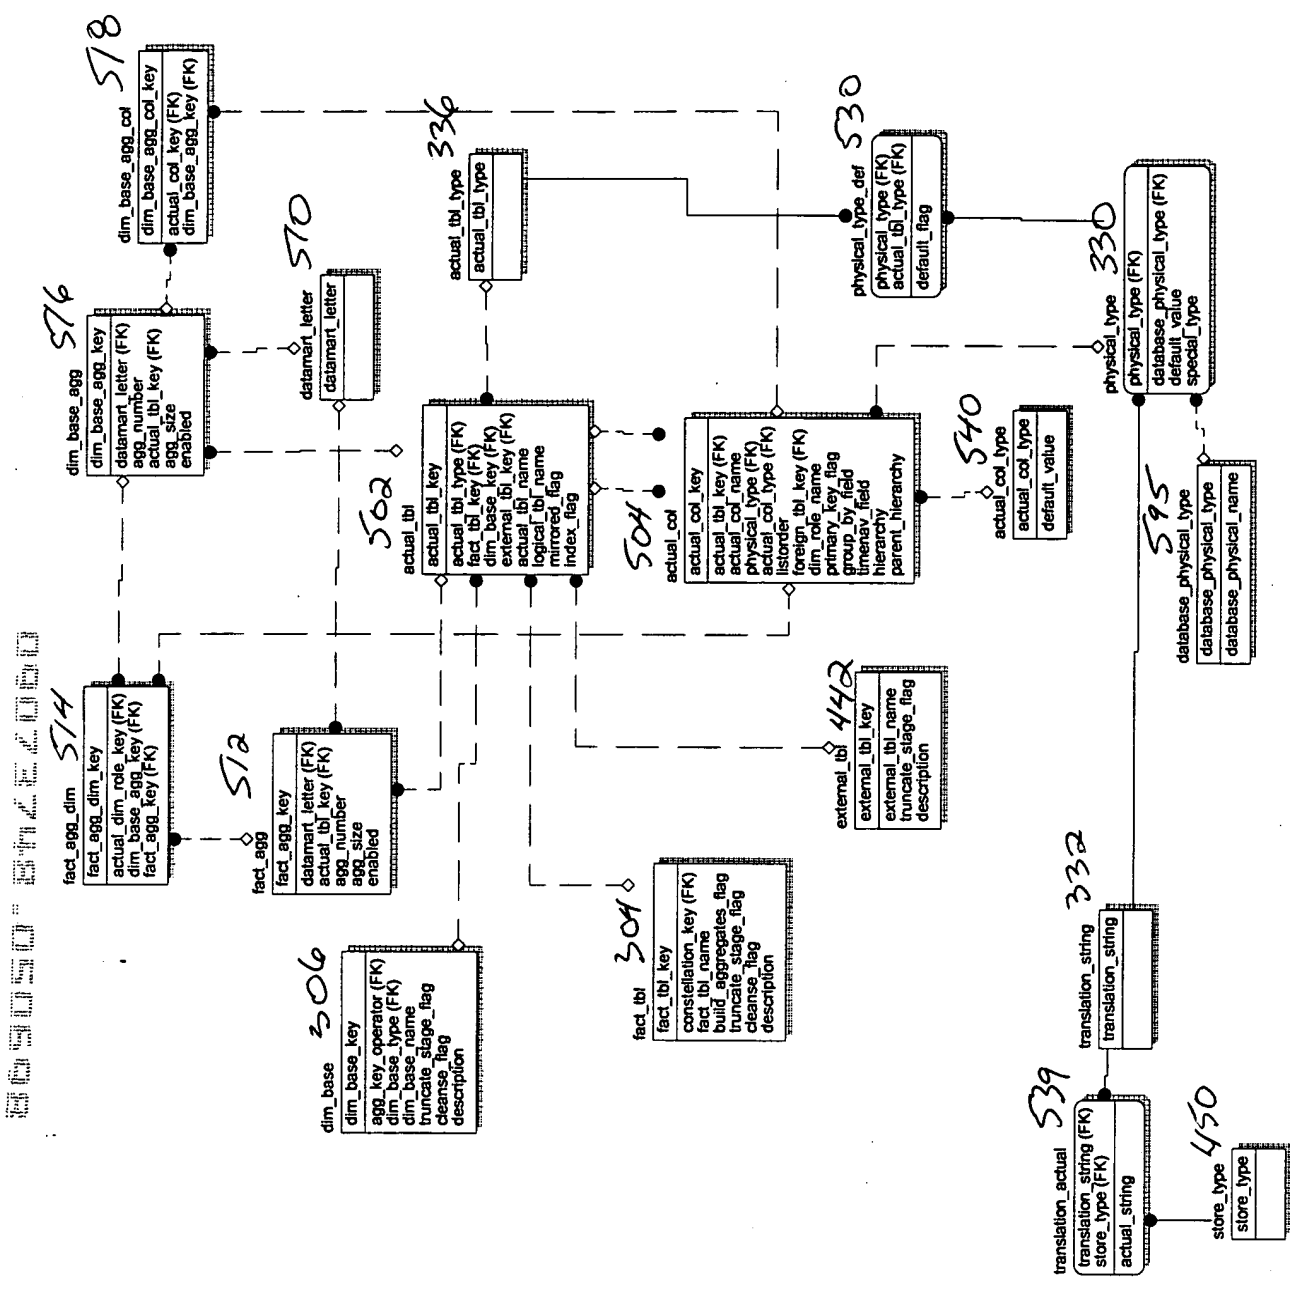 fact_agg_dim 514
fact_agg_dim_key
actual_dim_role_key (FK)
dim_base_agg_key (FK)
fact_agg_key (FK)
dim_base_agg 576
dim_base_agg_key
datamart_letter (FK)
agg_number
actual_tbl_key (FK)
agg_size
enabled
dim_base_agg_col 578
dim_base_agg_col_key
actual_col_key (FK)
dim_base_agg_key (FK)
fact_agg 512
fact_agg_key
datamart_letter (FK)
actual_tbl_key (FK)
agg_number
agg_size
enabled
datamart_letter 570
datamart_letter
dim_base 306
dim_base_key
agg_key_operator (FK)
dim_base_type (FK)
dim_base_name
truncate_stage_flag
cleanse_flag
description
actual_tbl 502
actual_tbl_key
actual_tbl_type (FK)
fact_tbl_key (FK)
dim_base_key (FK)
external_tbl_key (FK)
actual_tbl_name
logical_tbl_name
mirrored_flag
index_flag
actual_tbl_type 336
actual_tbl_type
fact_tbl 304
fact_tbl_key
constellation_key (FK)
fact_tbl_name
build_aggregates_flag
truncate_stage_flag
cleanse_flag
description
actual_col 504
actual_col_key
actual_tbl_key (FK)
actual_col_name
physical_type (FK)
actual_col_type (FK)
listorder
foreign_tbl_key (FK)
dim_role_name
primary_key_flag
group_by_field
timenav_field
hierarchy
parent_hierarchy
external_tbl 442
external_tbl_key
external_tbl_name
truncate_stage_flag
description
physical_type_def 530
physical_type (FK)
actual_tbl_type (FK)
default_flag
actual_col_type 540
actual_col_type
default_value
translation_actual 539
translation_string (FK)
store_type (FK)
actual_string
translation_string 332
translation_string
physical_type 330
physical_type (FK)
database_physical_type (FK)
default_value
special_type
database_physical_type 595
database_physical_type
database_physical_name
store_type 450
store_type